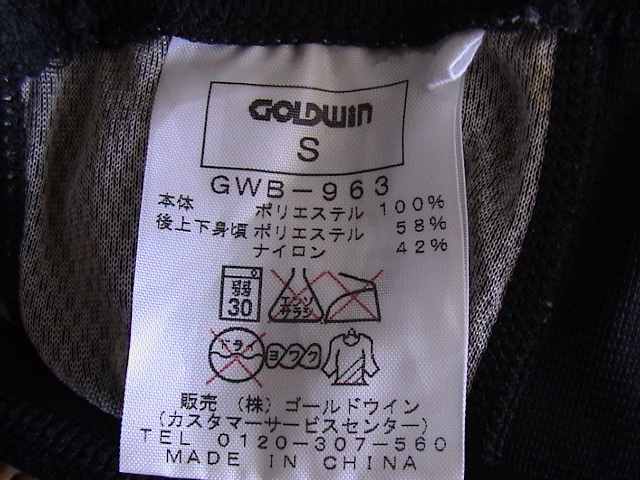 GOLDWIN
S
GWB-963
本体 ポリエステル 100%
後上下身頃 ポリエステル 58%
ナイロン 42%
弱
30
エンソ
サラシ
ドライ
ヨワク
販売 (株) ゴールドウイン
(カスタマーサービスセンター)
TEL 0120-307-560
MADE IN CHINA